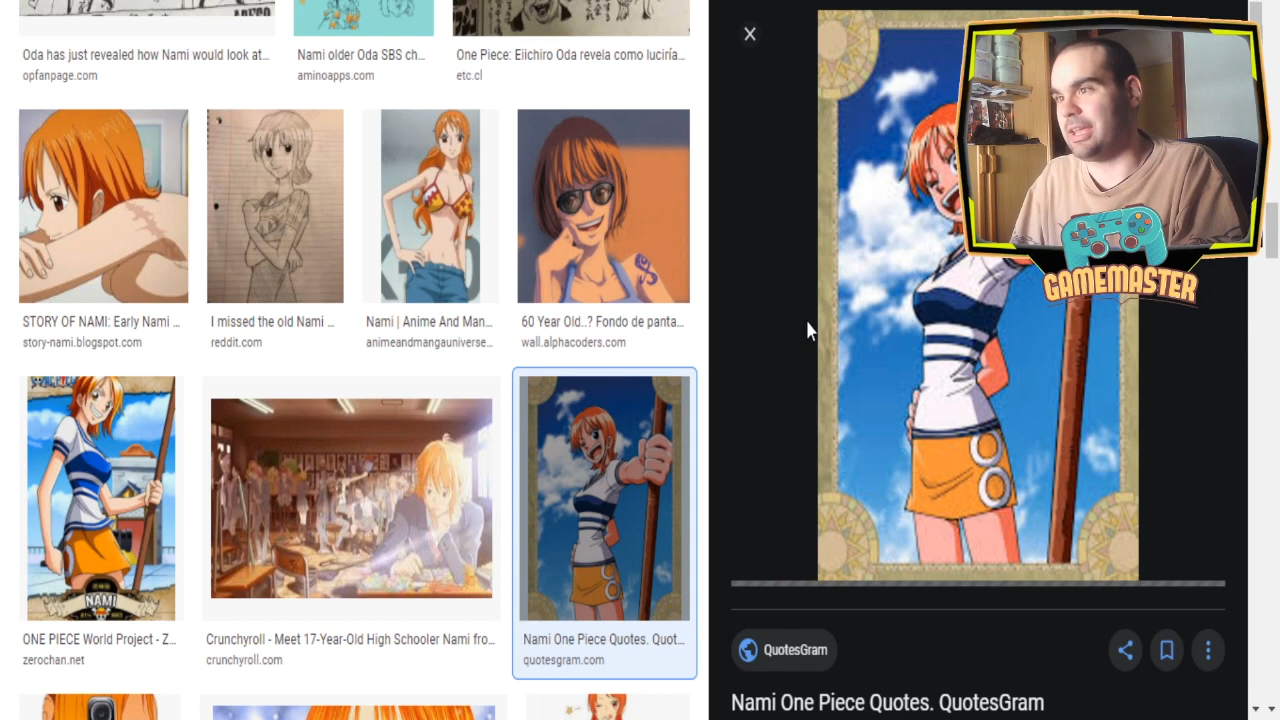 Oda has just revealed how Nami would look at...
opfanpage.com
Nami older Oda SBS ch...
aminoapps.com
One Piece: Eiichiro Oda revela como luciría...
etc.cl
STORY OF NAMI: Early Nami ...
story-nami.blogspot.com
I missed the old Nami ...
reddit.com
Nami | Anime And Man...
animeandmangauniverse...
60 Year Old..? Fondo de panta...
wall.alphacoders.com
NAMI
ONE PIECE World Project - Z...
zerochan.net
Crunchyroll - Meet 17-Year-Old High Schooler Nami fro...
crunchyroll.com
Nami One Piece Quotes. Quot...
quotesgram.com
GAMEMASTER
QuotesGram
Nami One Piece Quotes. QuotesGram